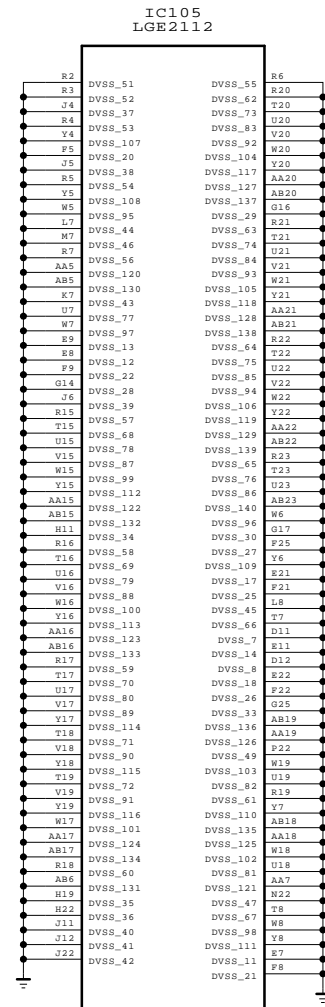 IC105
LGE2112
R2 DVSS_51 DVSS_55 R6
R3 DVSS_52 DVSS_62 R20
J4 DVSS_37 DVSS_73 T20
R4 DVSS_53 DVSS_83 U20
Y4 DVSS_107 DVSS_92 V20
F5 DVSS_20 DVSS_104 W20
J5 DVSS_38 DVSS_117 Y20
R5 DVSS_54 DVSS_127 AA20
Y5 DVSS_108 DVSS_137 AB20
W5 DVSS_95 DVSS_29 G16
L7 DVSS_44 DVSS_63 R21
M7 DVSS_46 DVSS_74 T21
R7 DVSS_56 DVSS_84 U21
AA5 DVSS_120 DVSS_93 V21
AB5 DVSS_130 DVSS_105 W21
K7 DVSS_43 DVSS_118 Y21
U7 DVSS_77 DVSS_128 AA21
W7 DVSS_97 DVSS_138 AB21
E9 DVSS_13 DVSS_64 R22
E8 DVSS_12 DVSS_75 T22
F9 DVSS_22 DVSS_85 U22
G14 DVSS_28 DVSS_94 V22
J6 DVSS_39 DVSS_106 W22
R15 DVSS_57 DVSS_119 Y22
T15 DVSS_68 DVSS_129 AA22
U15 DVSS_78 DVSS_139 AB22
V15 DVSS_87 DVSS_65 R23
W15 DVSS_99 DVSS_76 T23
Y15 DVSS_112 DVSS_86 U23
AA15 DVSS_122 DVSS_140 AB23
AB15 DVSS_132 DVSS_96 W6
H11 DVSS_34 DVSS_30 G17
R16 DVSS_58 DVSS_27 F25
T16 DVSS_69 DVSS_109 Y6
U16 DVSS_79 DVSS_17 E21
V16 DVSS_88 DVSS_25 F21
W16 DVSS_100 DVSS_45 L8
Y16 DVSS_113 DVSS_66 T7
AA16 DVSS_123 DVSS_7 D11
AB16 DVSS_133 DVSS_14 E11
R17 DVSS_59 DVSS_8 D12
T17 DVSS_70 DVSS_18 E22
U17 DVSS_80 DVSS_26 F22
V17 DVSS_89 DVSS_33 G25
Y17 DVSS_114 DVSS_136 AB19
T18 DVSS_71 DVSS_126 AA19
V18 DVSS_90 DVSS_49 P22
Y18 DVSS_115 DVSS_103 W19
T19 DVSS_72 DVSS_82 U19
V19 DVSS_91 DVSS_61 R19
Y19 DVSS_116 DVSS_110 Y7
W17 DVSS_101 DVSS_135 AB18
AA17 DVSS_124 DVSS_125 AA18
AB17 DVSS_134 DVSS_102 W18
R18 DVSS_60 DVSS_81 U18
AB6 DVSS_131 DVSS_121 AA7
H19 DVSS_35 DVSS_47 N22
H22 DVSS_36 DVSS_67 T8
J11 DVSS_40 DVSS_98 W8
J12 DVSS_41 DVSS_111 Y8
J22 DVSS_42 DVSS_11 E7
DVSS_21 F8